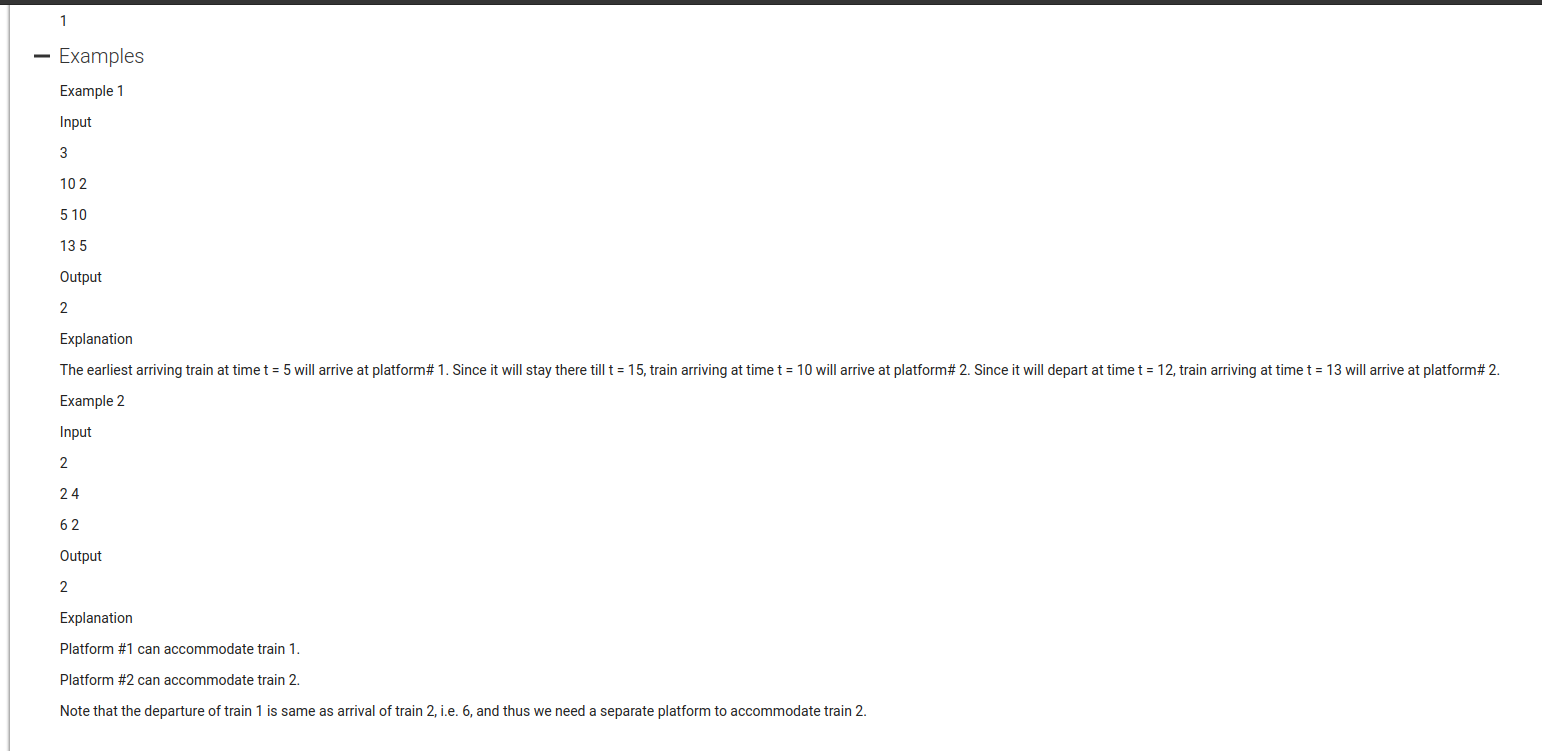 1
Examples
Example 1
Input
3
10 2
5 10
13 5
Output
2
Explanation
The earliest arriving train at time t = 5 will arrive at platform# 1. Since it will stay there till t = 15, train arriving at time t = 10 will arrive at platform# 2. Since it will depart at time t = 12, train arriving at time t = 13 will arrive at platform# 2.
Example 2
Input
2
2 4
6 2
Output
2
Explanation
Platform #1 can accommodate train 1.
Platform #2 can accommodate train 2.
Note that the departure of train 1 is same as arrival of train 2, i.e. 6, and thus we need a separate platform to accommodate train 2.